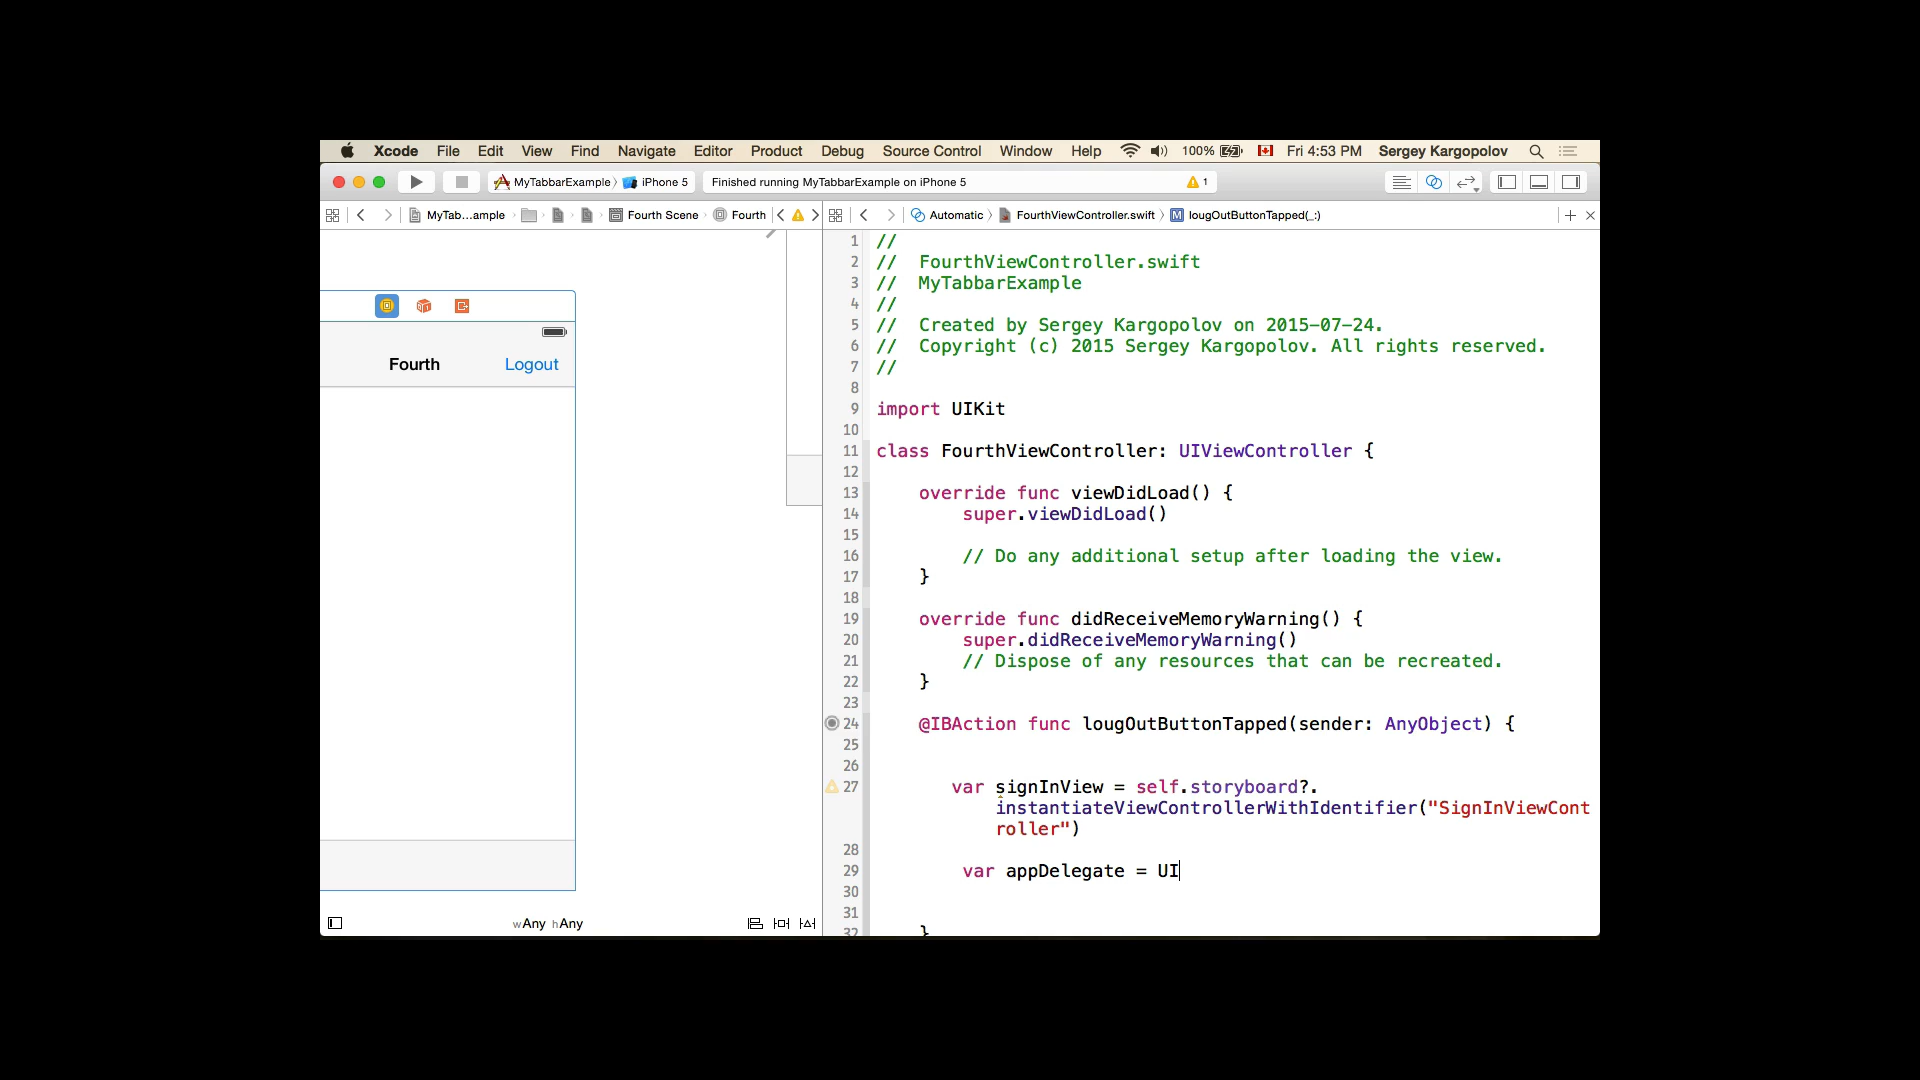 Xcode File Edit View Find Navigate Editor Product Debug Source Control Window Help 100% Fri 4:53 PM Sergey Kargopolov
MyTabbarExample iPhone 5 Finished running MyTabbarExample on iPhone 5 1
MyTab...ample Fourth Scene Fourth Automatic FourthViewController.swift M lougOutButtonTapped(_:)
Fourth Logout
wAny hAny
1 //
2 // FourthViewController.swift
3 // MyTabbarExample
4 //
5 // Created by Sergey Kargopolov on 2015-07-24.
6 // Copyright (c) 2015 Sergey Kargopolov. All rights reserved.
7 //
8
9 import UIKit
10
11 class FourthViewController: UIViewController {
12
13 override func viewDidLoad() {
14 super.viewDidLoad()
15
16 // Do any additional setup after loading the view.
17 }
18
19 override func didReceiveMemoryWarning() {
20 super.didReceiveMemoryWarning()
21 // Dispose of any resources that can be recreated.
22 }
23
24 @IBAction func lougOutButtonTapped(sender: AnyObject) {
25
26
27 var signInView = self.storyboard?.
instantiateViewControllerWithIdentifier("SignInViewCont
roller")
28
29 var appDelegate = UI
30
31
32 }